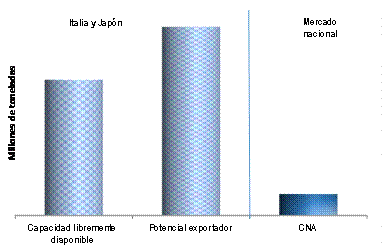 Italia y Japón
Mercado
nacional
Millones de toneladas
Capacidad libremente
disponible
Potencial exportador
CNA